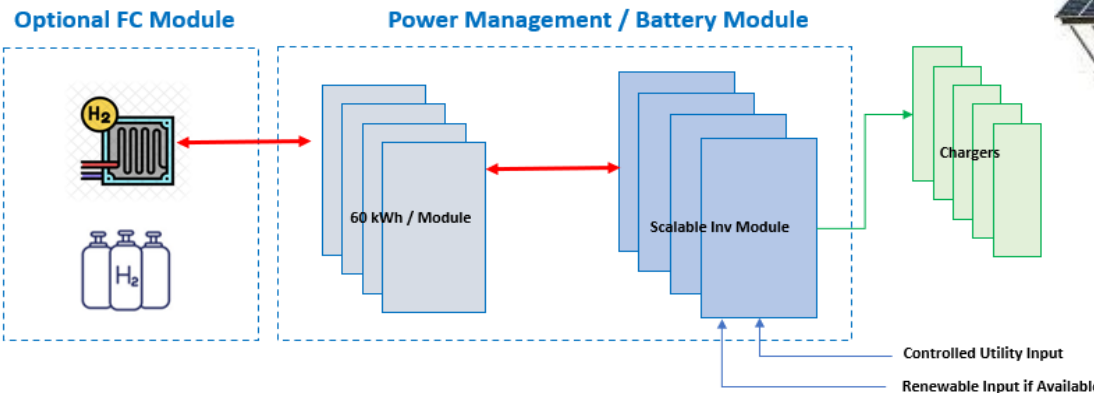 Optional FC Module
Power Management / Battery Module
H2
H2
60 kWh / Module
Scalable Inv Module
Chargers
Controlled Utility Input
Renewable Input if Available